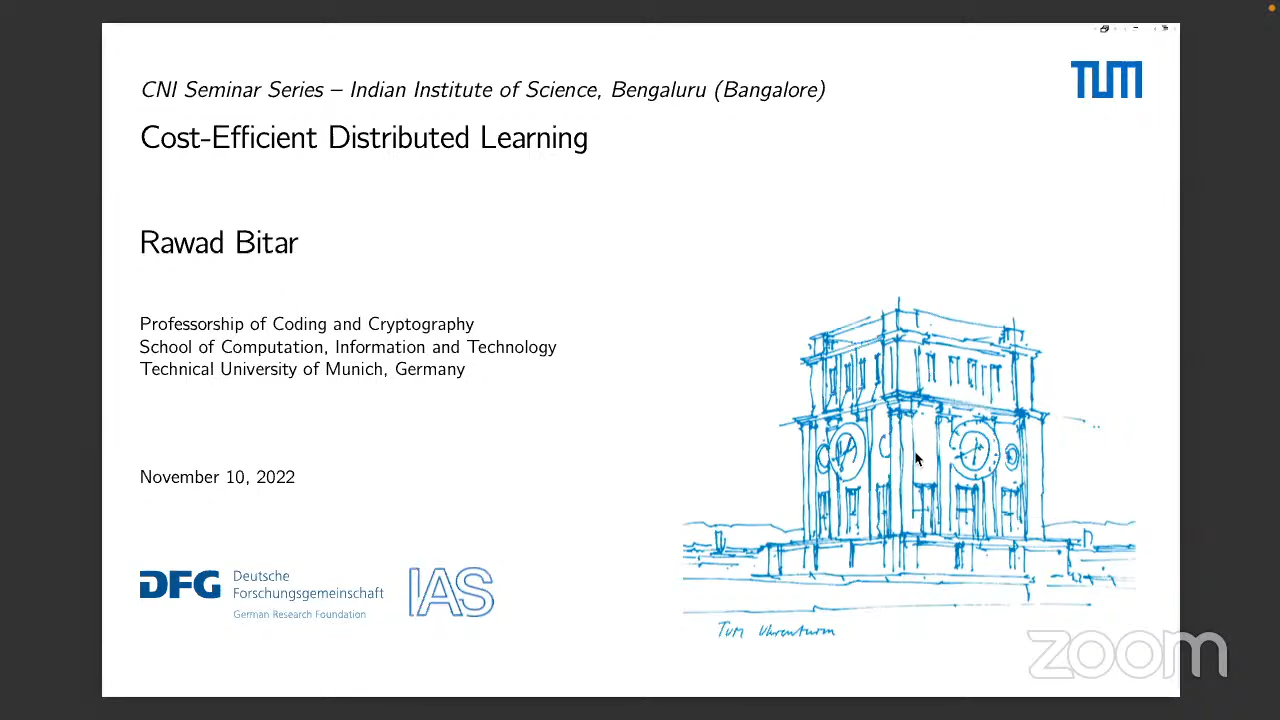 CNI Seminar Series – Indian Institute of Science, Bengaluru (Bangalore)
TUM
Cost-Efficient Distributed Learning
Rawad Bitar
Professorship of Coding and Cryptography
School of Computation, Information and Technology
Technical University of Munich, Germany
November 10, 2022
DFG Deutsche
Forschungsgemeinschaft
German Research Foundation
IAS
TUM Uhrenturm
zoom